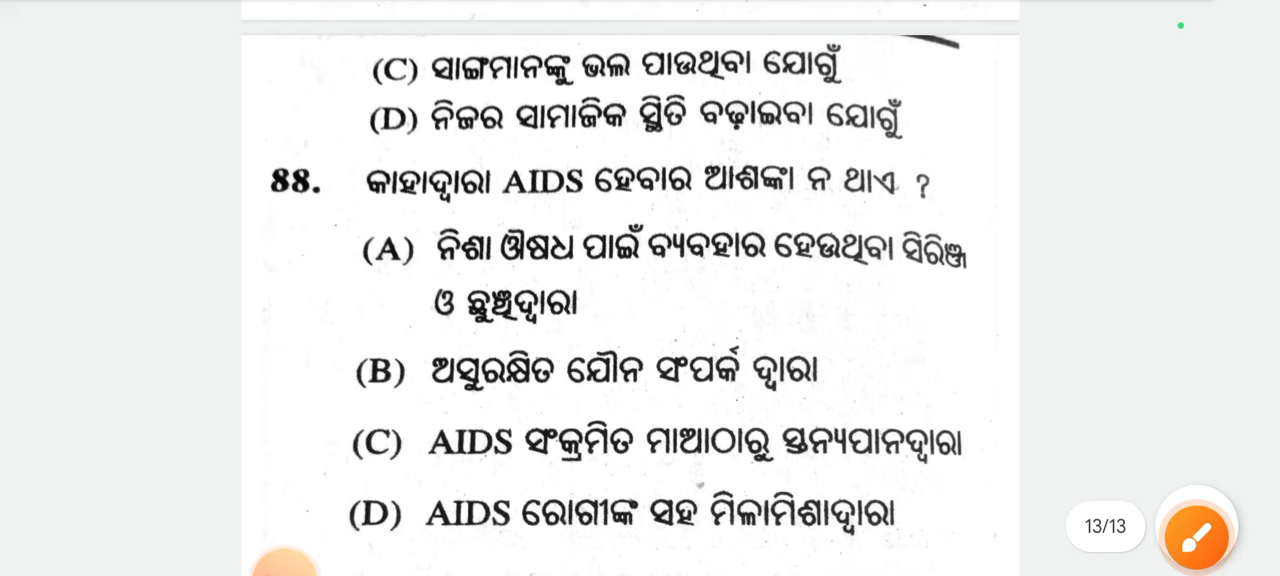 (C) ସାଙ୍ଗମାନଙ୍କୁ ଭଲ ପାଉଥିବା ଯୋଗୁଁ
(D) ନିଜର ସାମାଜିକ ସ୍ଥିତି ବଢ଼ାଇବା ଯୋଗୁଁ
88. କାହାଦ୍ୱାରା AIDS ହେବାର ଆଶଙ୍କା ନ ଥାଏ ?
(A) ନିଶା ଔଷଧ ପାଇଁ ବ୍ୟବହାର ହେଉଥିବା ସିରିଞ୍ଜ
ଓ ଛୁଞ୍ଚିଦ୍ୱାରା
(B) ଅସୁରକ୍ଷିତ ଯୌନ ସଂପର୍କ ଦ୍ୱାରା
(C) AIDS ସଂକ୍ରମିତ ମାଆଠାରୁ ସ୍ତନ୍ୟପାନଦ୍ୱାରା
(D) AIDS ରୋଗୀଙ୍କ ସହ ମିଳାମିଶାଦ୍ୱାରା
13/13